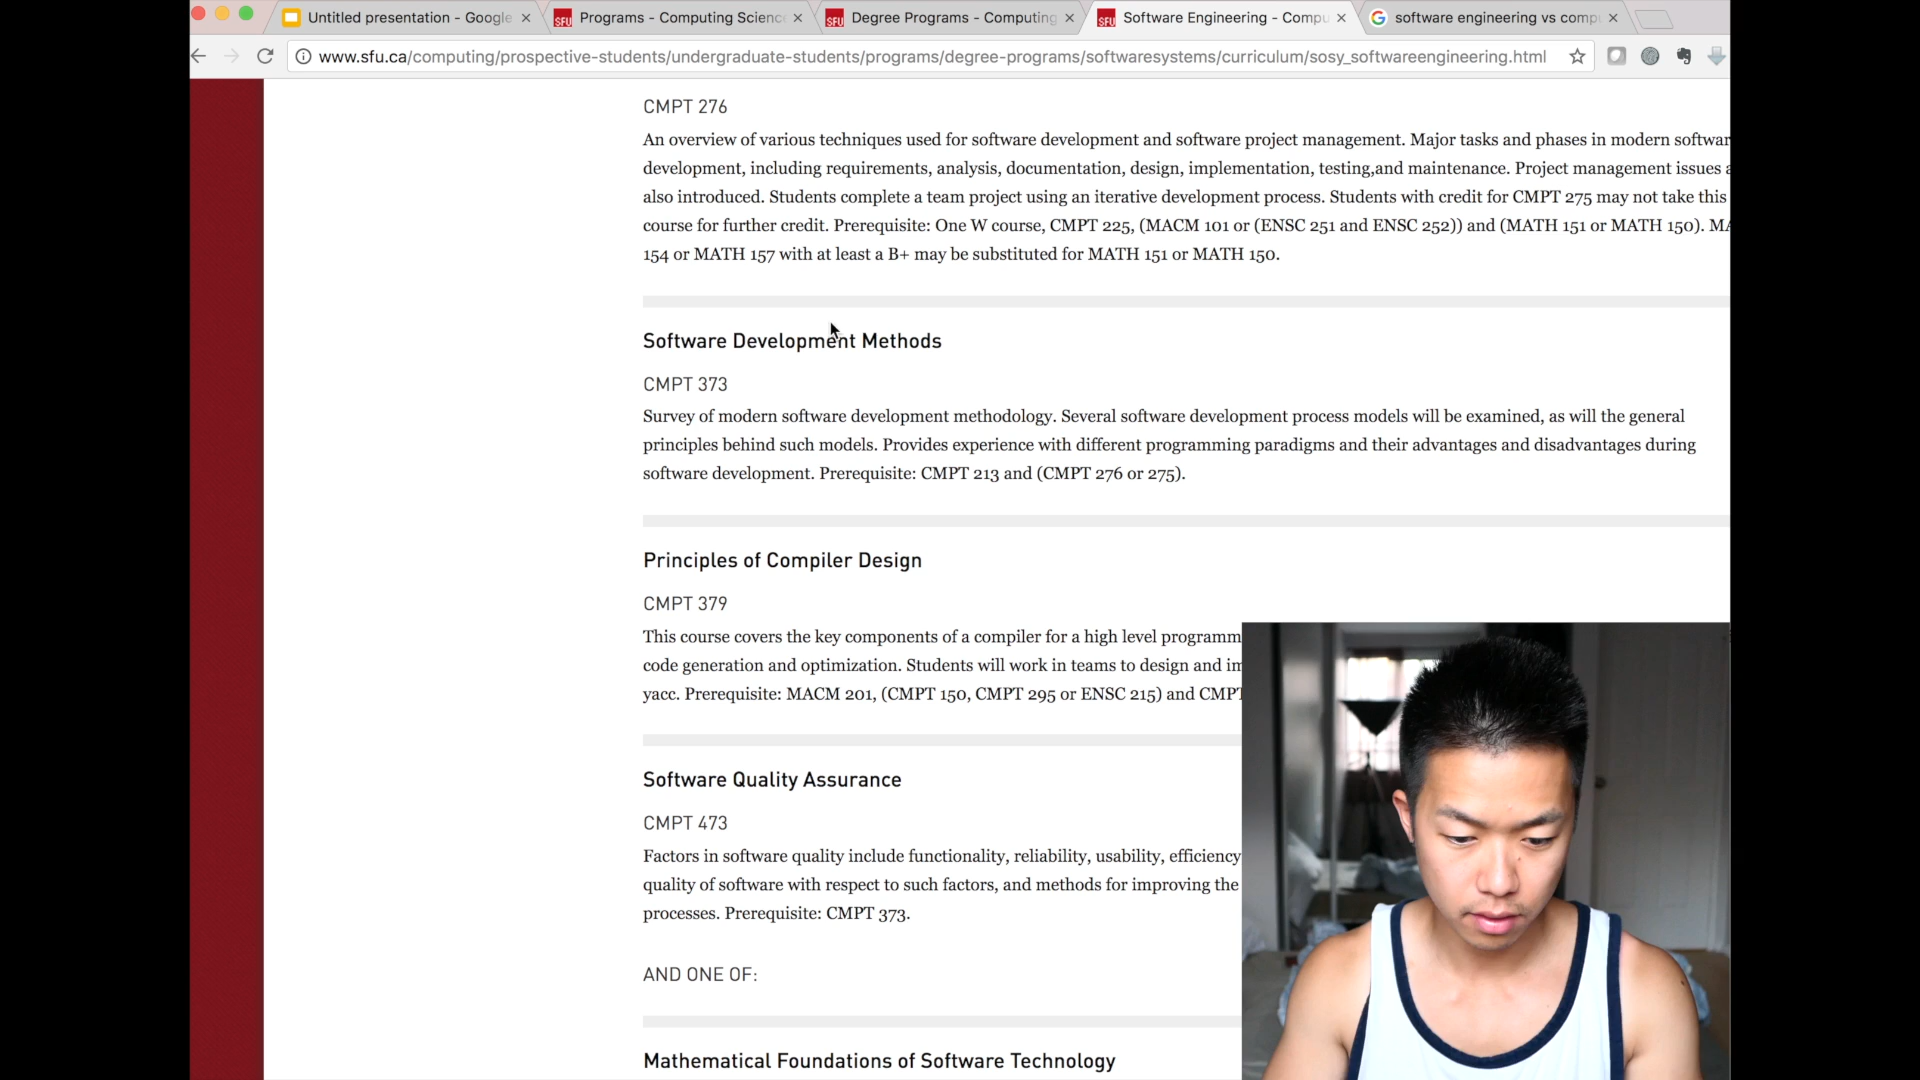 Untitled presentation - Google
Programs - Computing Scienc
Degree Programs - Computing
Software Engineering - Compu
software engineering vs comp
www.sfu.ca/computing/prospective-students/undergraduate-students/programs/degree-programs/softwaresystems/curriculum/sosy_softwareengineering.html
CMPT 276
An overview of various techniques used for software development and software project management. Major tasks and phases in modern softwar
development, including requirements, analysis, documentation, design, implementation, testing,and maintenance. Project management issues a
also introduced. Students complete a team project using an iterative development process. Students with credit for CMPT 275 may not take this
course for further credit. Prerequisite: One W course, CMPT 225, (MACM 101 or (ENSC 251 and ENSC 252)) and (MATH 151 or MATH 150). MA
154 or MATH 157 with at least a B+ may be substituted for MATH 151 or MATH 150.
Software Development Methods
CMPT 373
Survey of modern software development methodology. Several software development process models will be examined, as will the general
principles behind such models. Provides experience with different programming paradigms and their advantages and disadvantages during
software development. Prerequisite: CMPT 213 and (CMPT 276 or 275).
Principles of Compiler Design
CMPT 379
This course covers the key components of a compiler for a high level programm
code generation and optimization. Students will work in teams to design and im
yacc. Prerequisite: MACM 201, (CMPT 150, CMPT 295 or ENSC 215) and CMPT
Software Quality Assurance
CMPT 473
Factors in software quality include functionality, reliability, usability, efficiency
quality of software with respect to such factors, and methods for improving the
processes. Prerequisite: CMPT 373.
AND ONE OF:
Mathematical Foundations of Software Technology